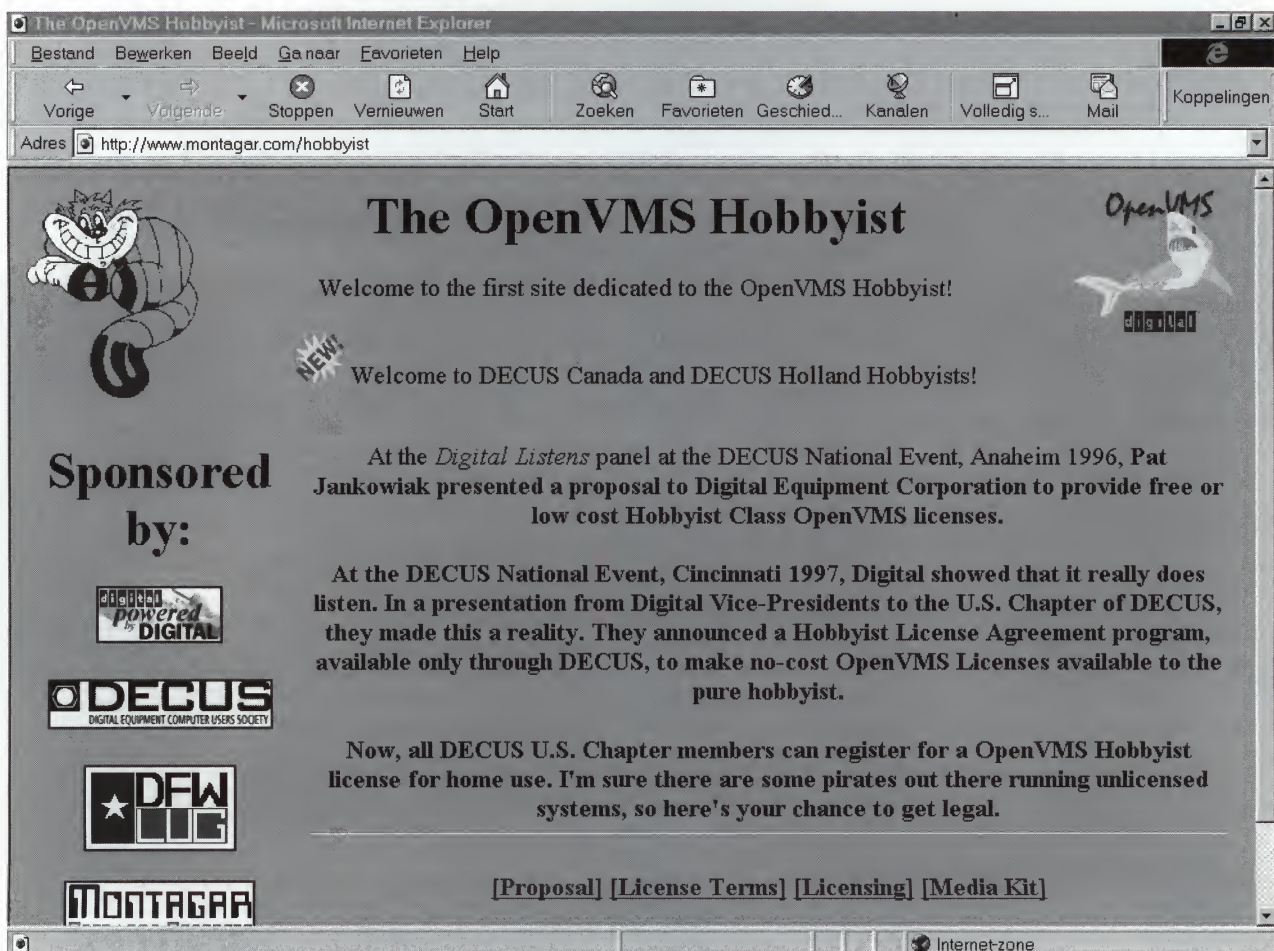 The OpenVMS Hobbyist - Microsoft Internet Explorer
Bestand Bewerken Beeld Ga naar Favorieten Help
Vorige Volgende Stoppen Vernieuwen Start Zoeken Favorieten Geschied... Kanalen Volledig s... Mail Koppelingen
Adres http://www.montagar.com/hobbyist
The OpenVMS Hobbyist
OpenVMS
digital
Welcome to the first site dedicated to the OpenVMS Hobbyist!
NEW!
Welcome to DECUS Canada and DECUS Holland Hobbyists!
Sponsored
by:
digital
powered
by DIGITAL
DECUS
DIGITAL EQUIPMENT COMPUTER USERS SOCIETY
DFW
LUG
MONTAGAR
At the Digital Listens panel at the DECUS National Event, Anaheim 1996, Pat
Jankowiak presented a proposal to Digital Equipment Corporation to provide free or
low cost Hobbyist Class OpenVMS licenses.
At the DECUS National Event, Cincinnati 1997, Digital showed that it really does
listen. In a presentation from Digital Vice-Presidents to the U.S. Chapter of DECUS,
they made this a reality. They announced a Hobbyist License Agreement program,
available only through DECUS, to make no-cost OpenVMS Licenses available to the
pure hobbyist.
Now, all DECUS U.S. Chapter members can register for a OpenVMS Hobbyist
license for home use. I'm sure there are some pirates out there running unlicensed
systems, so here's your chance to get legal.
[Proposal] [License Terms] [Licensing] [Media Kit]
Internet-zone